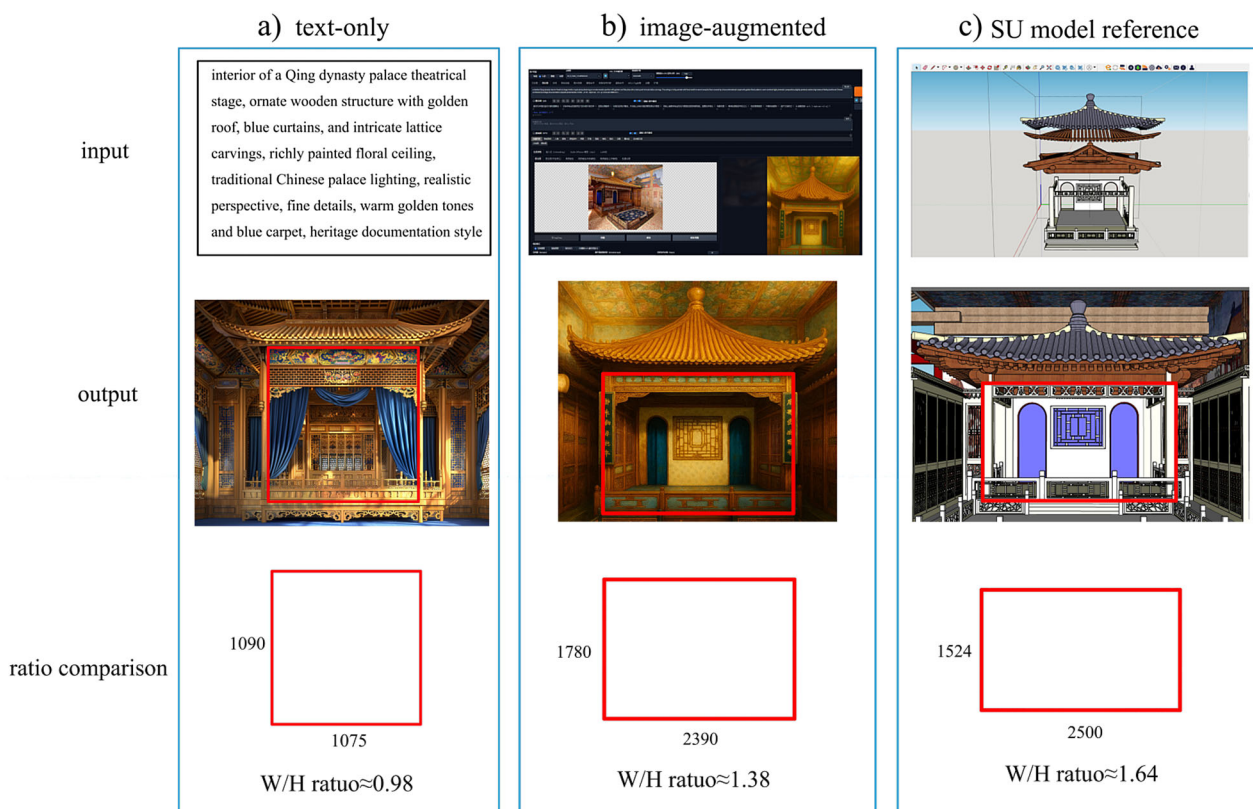 a) text-only
b) image-augmented
c) SU model reference
input
interior of a Qing dynasty palace theatrical
stage, ornate wooden structure with golden
roof, blue curtains, and intricate lattice
carvings, richly painted floral ceiling,
traditional Chinese palace lighting, realistic
perspective, fine details, warm golden tones
and blue carpet, heritage documentation style
output
ratio comparison
1090
1075
W/H ratuo≈0.98
1780
2390
W/H ratuo≈1.38
1524
2500
W/H ratuo≈1.64